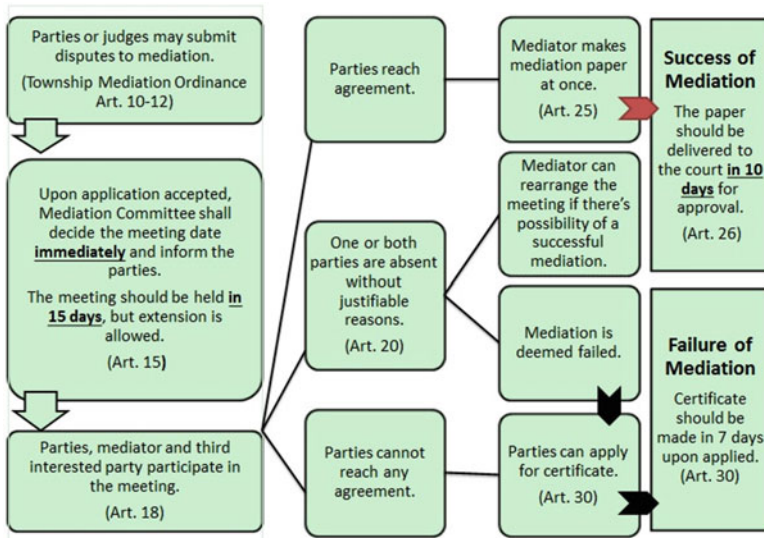 Parties or judges may submit
disputes to mediation.
(Township Mediation Ordinance
Art. 10-12)
Upon application accepted,
Mediation Committee shall
decide the meeting date
immediately and inform the
parties.
The meeting should be held in
15 days, but extension is
allowed.
(Art. 15)
Parties, mediator and third
interested party participate in
the meeting.
(Art. 18)
Parties reach
agreement.
One or both
parties are absent
without
justifiable
reasons.
(Art. 20)
Parties cannot
reach any
agreement.
Mediator makes
mediation paper
at once.
(Art. 25)
Mediator can
rearrange the
meeting if there's
possibility of a
successful
mediation.
Mediation is
deemed failed.
Parties can apply
for certificate.
(Art. 30)
Success of
Mediation
The paper
should be
delivered to
the court in 10
days for
approval.
(Art. 26)
Failure of
Mediation
Certificate
should be
made in 7 days
upon applied.
(Art. 30)